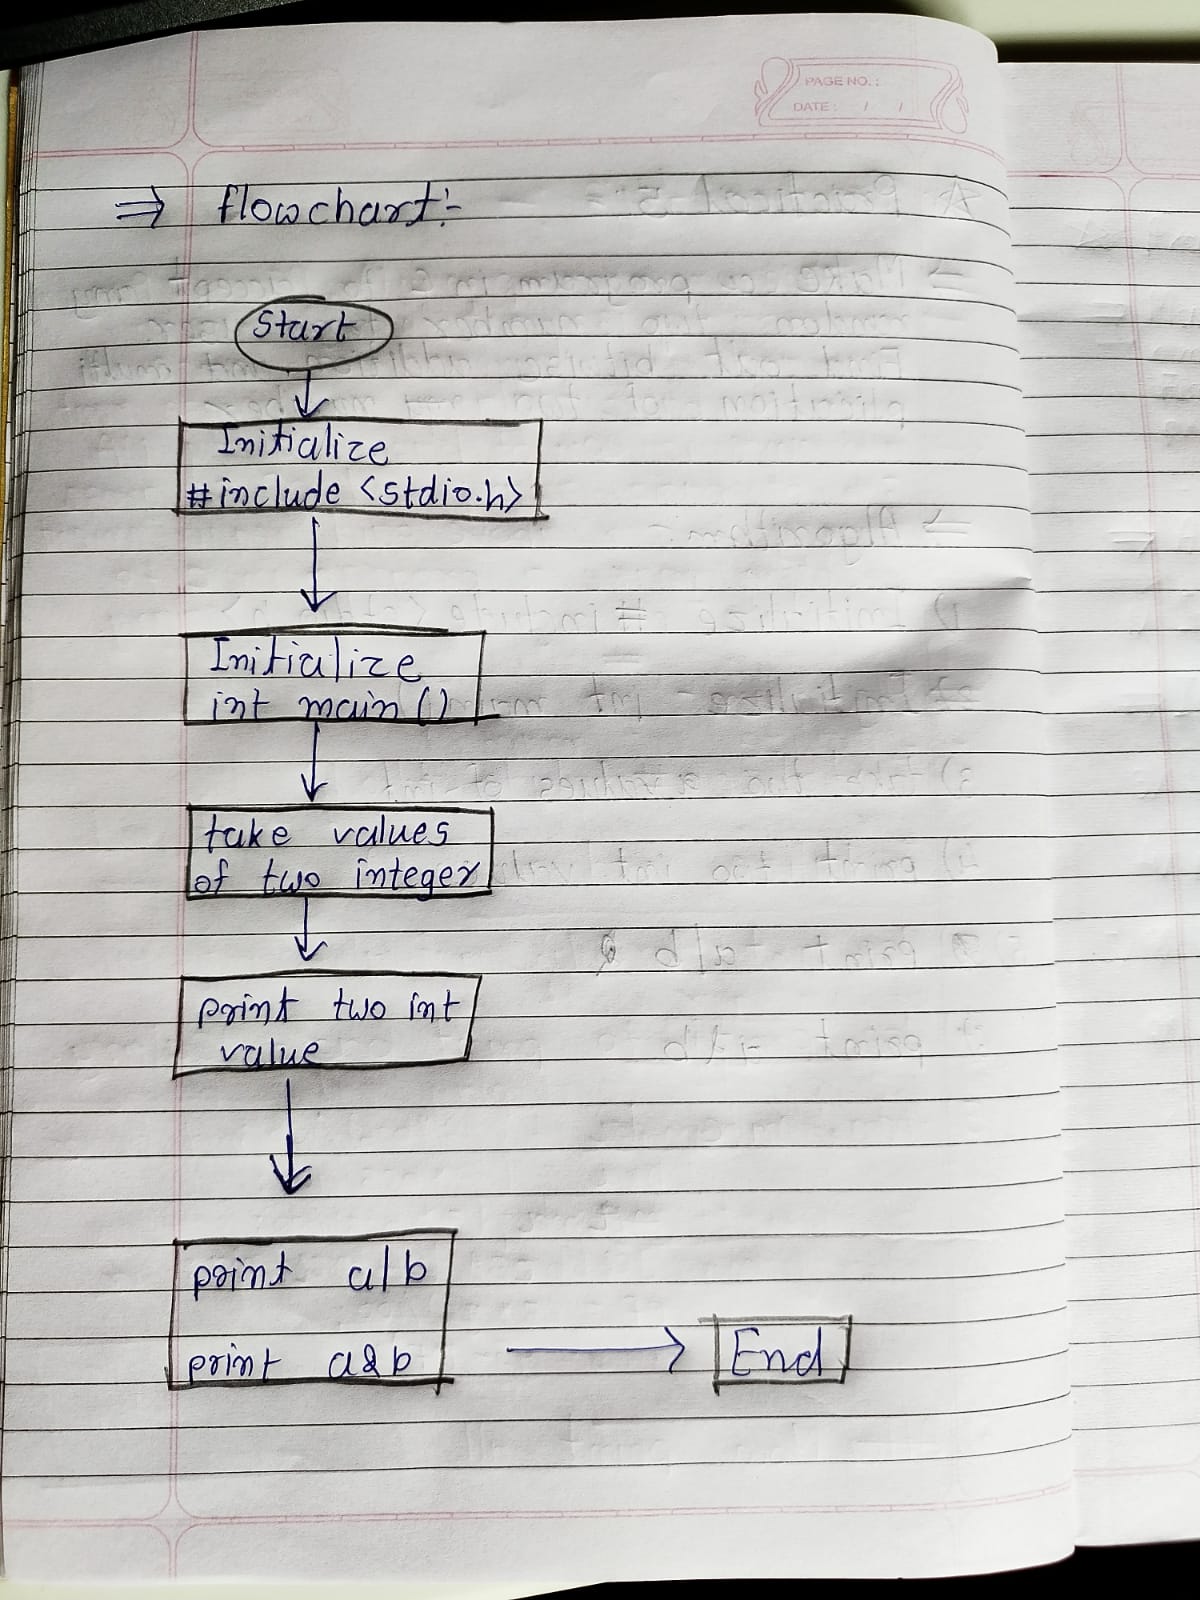 PAGE NO.:
DATE: / /
⇒ flowchart:-
Start
Initialize
#include <stdio.h>
Initialize
int main ()
take values
of two integer
print two int
value
print a|b
print a&b
End